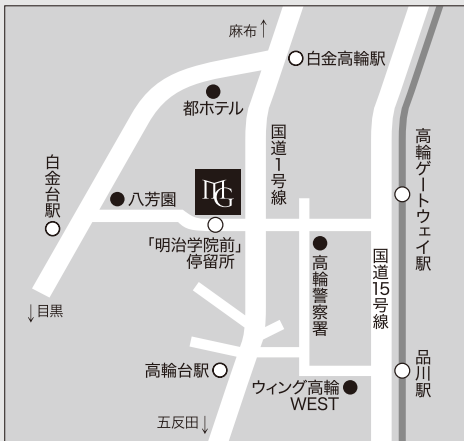 麻布↑
白金高輪駅
都ホテル
国道1号線
高輪ゲートウェイ駅
白金台駅
八芳園
MG
「明治学院前」
停留所
高輪警察署
国道15号線
↓目黒
高輪台駅
品川駅
ウィング高輪
WEST
五反田↓